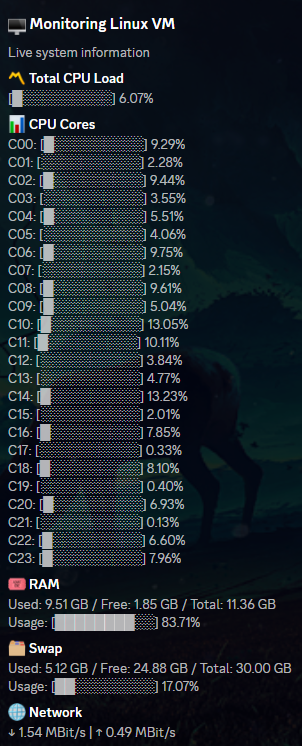 Monitoring Linux VM
Live system information
Total CPU Load
[█░░░░░░░░░] 6.07%
CPU Cores
C00: [█░░░░░░░░░] 9.29%
C01: [░░░░░░░░░░] 2.28%
C02: [█░░░░░░░░░] 9.44%
C03: [░░░░░░░░░░] 3.55%
C04: [█░░░░░░░░░] 5.51%
C05: [░░░░░░░░░░] 4.06%
C06: [█░░░░░░░░░] 9.75%
C07: [░░░░░░░░░░] 2.15%
C08: [█░░░░░░░░░] 9.61%
C09: [█░░░░░░░░░] 5.04%
C10: [█░░░░░░░░░] 13.05%
C11: [█░░░░░░░░░] 10.11%
C12: [░░░░░░░░░░] 3.84%
C13: [░░░░░░░░░░] 4.77%
C14: [█░░░░░░░░░] 13.23%
C15: [░░░░░░░░░░] 2.01%
C16: [█░░░░░░░░░] 7.85%
C17: [░░░░░░░░░░] 0.33%
C18: [█░░░░░░░░░] 8.10%
C19: [░░░░░░░░░░] 0.40%
C20: [█░░░░░░░░░] 6.93%
C21: [░░░░░░░░░░] 0.13%
C22: [█░░░░░░░░░] 6.60%
C23: [█░░░░░░░░░] 7.96%
RAM
Used: 9.51 GB / Free: 1.85 GB / Total: 11.36 GB
Usage: [████████░░] 83.71%
Swap
Used: 5.12 GB / Free: 24.88 GB / Total: 30.00 GB
Usage: [██░░░░░░░░] 17.07%
Network
↓ 1.54 MBit/s | ↑ 0.49 MBit/s